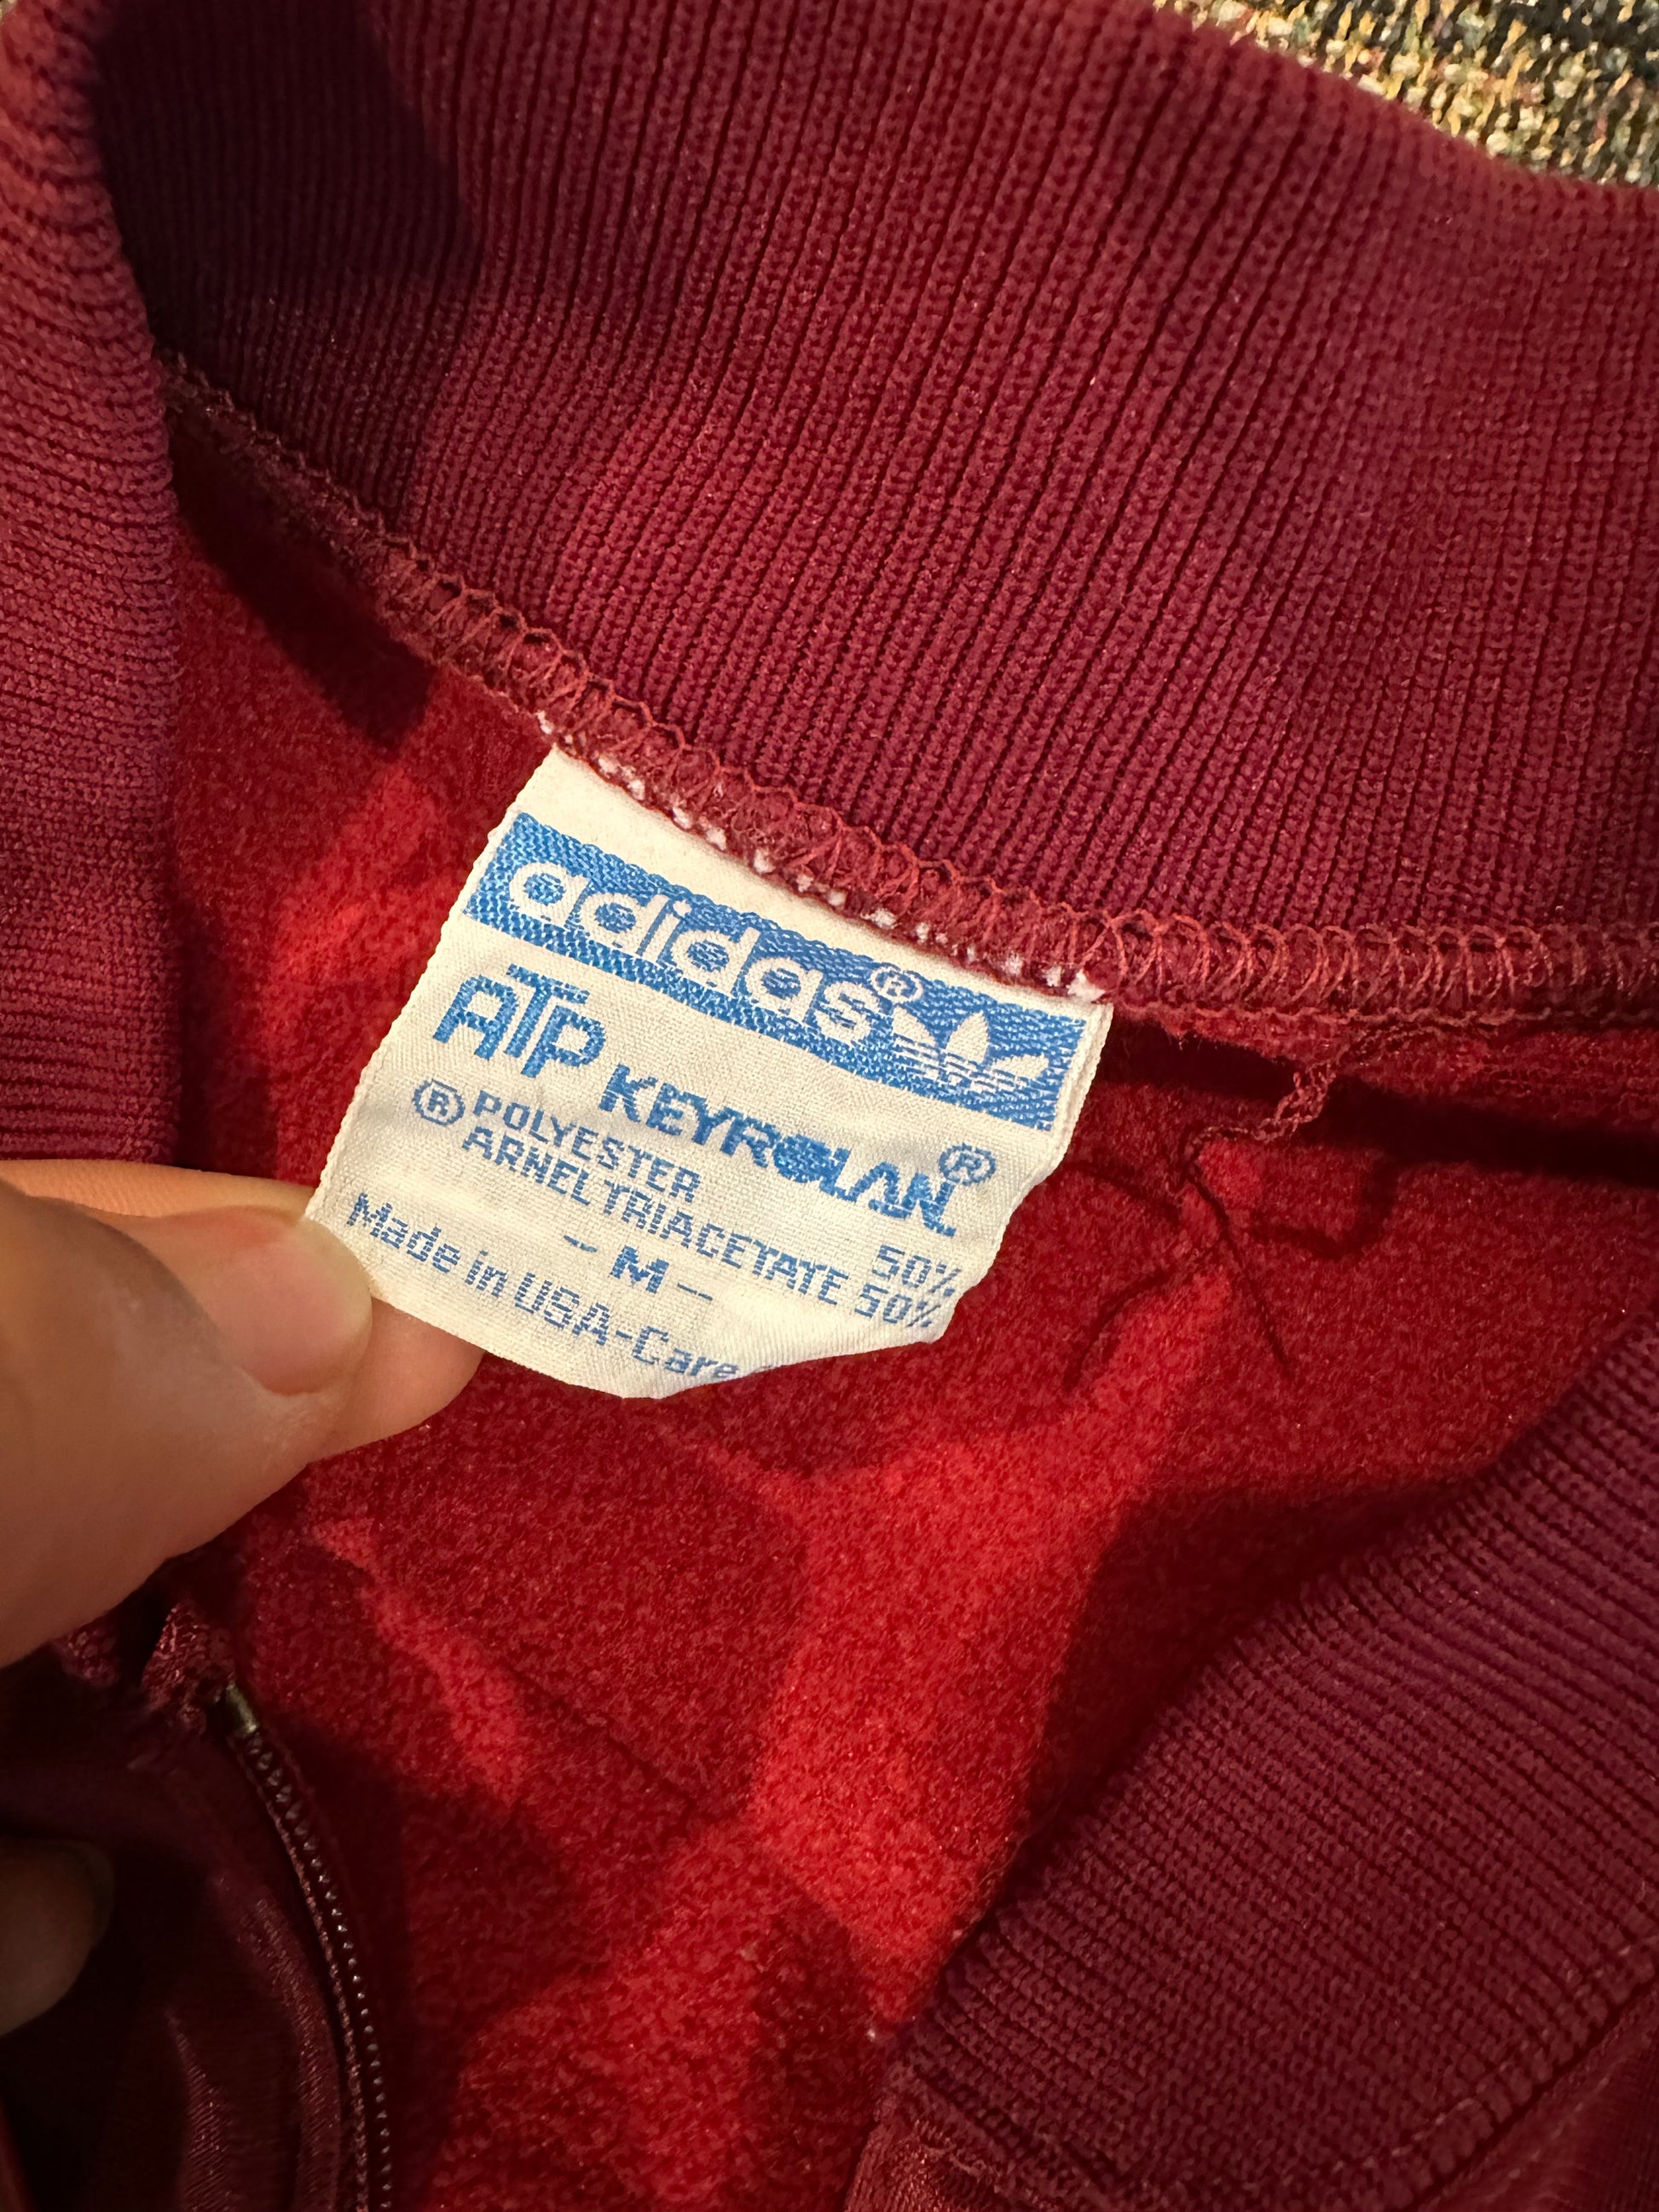 adidas®
ATP KEYROLAN®
® POLYESTER 50%
ARNEL TRIACETATE 50%
- M -
Made in USA-Care